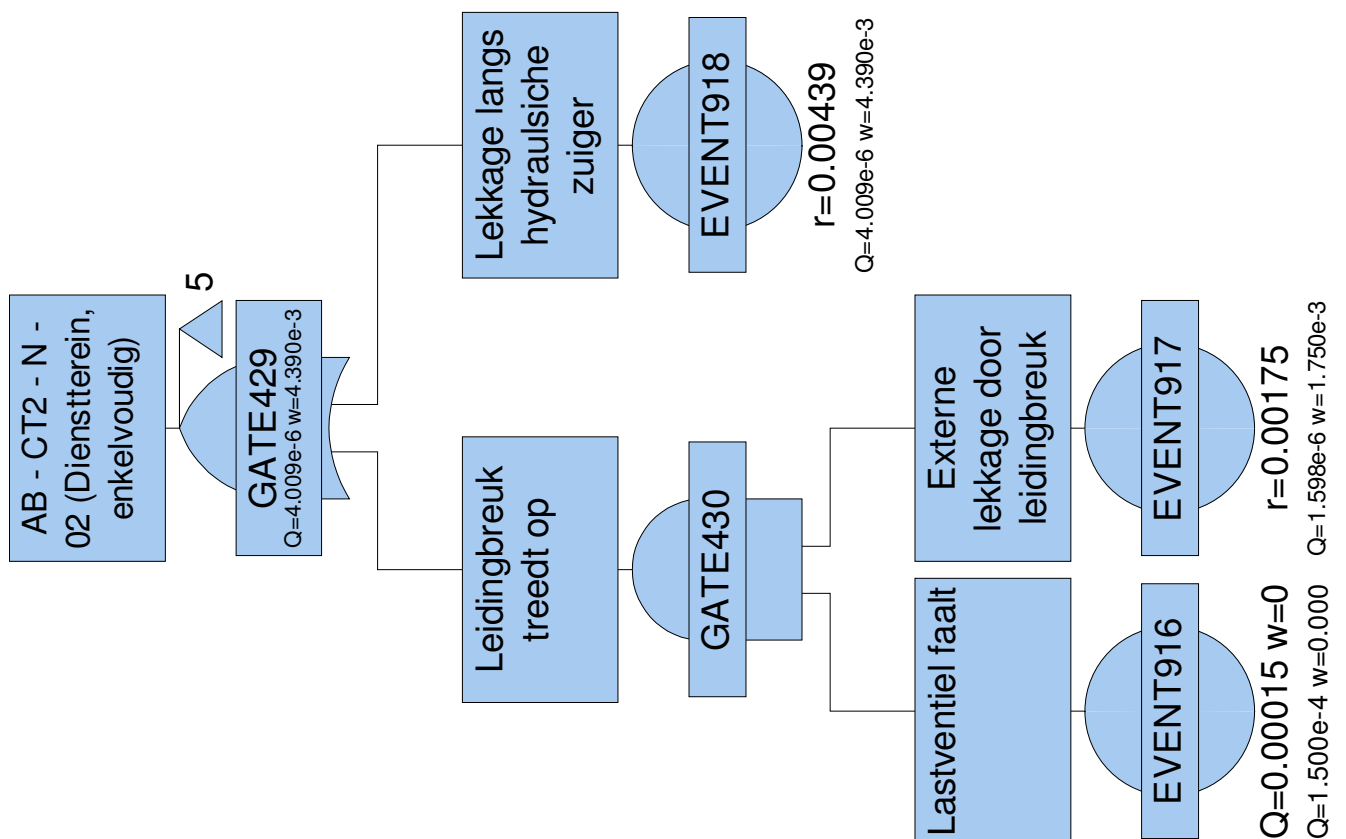 AB - CT2 - N -
02 (Dienstterein,
enkelvoudig)
5
GATE429
Q=4.009e-6 w=4.390e-3
Leidingbreuk
treedt op
GATE430
Lekkage langs
hydraulsiche
zuiger
EVENT918
r=0.00439
Q=4.009e-6 w=4.390e-3
Lastventiel faalt
EVENT916
Q=0.00015 w=0
Q=1.500e-4 w=0.000
Externe
lekkage door
leidingbreuk
EVENT917
r=0.00175
Q=1.598e-6 w=1.750e-3